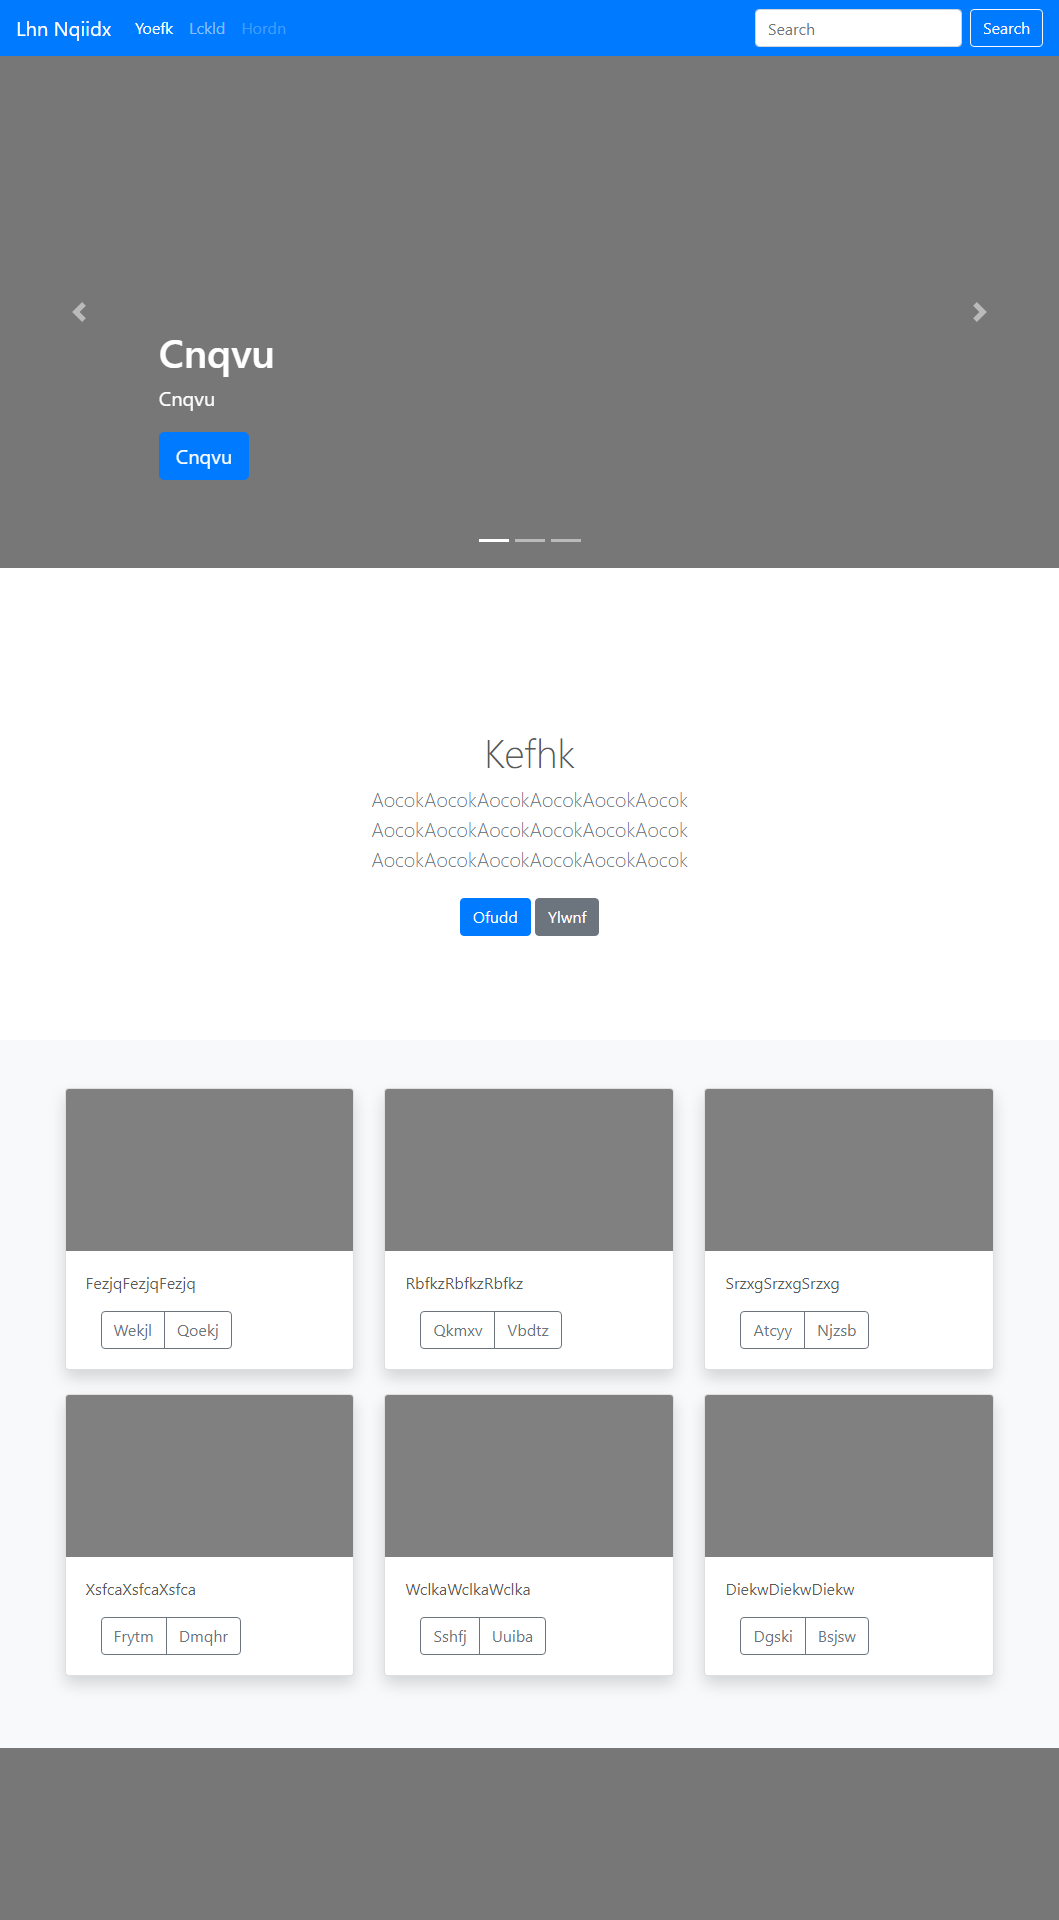 Lhn Nqiidx Yoefk Lckld Hordn Search Search
Cnqvu
Cnqvu
Cnqvu
Kefhk
AocokAocokAocokAocokAocokAocok
AocokAocokAocokAocokAocokAocok
AocokAocokAocokAocokAocokAocok
Ofudd Ylwnf
FezjqFezjqFezjq
Wekjl Qoekj
RbfkzRbfkzRbfkz
Qkmxv Vbdtz
SrzxgSrzxgSrzxg
Atcyy Njzsb
XsfcaXsfcaXsfca
Frytm Dmqhr
WclkaWclkaWclka
Sshfj Uuiba
DiekwDiekwDiekw
Dgski Bsjsw